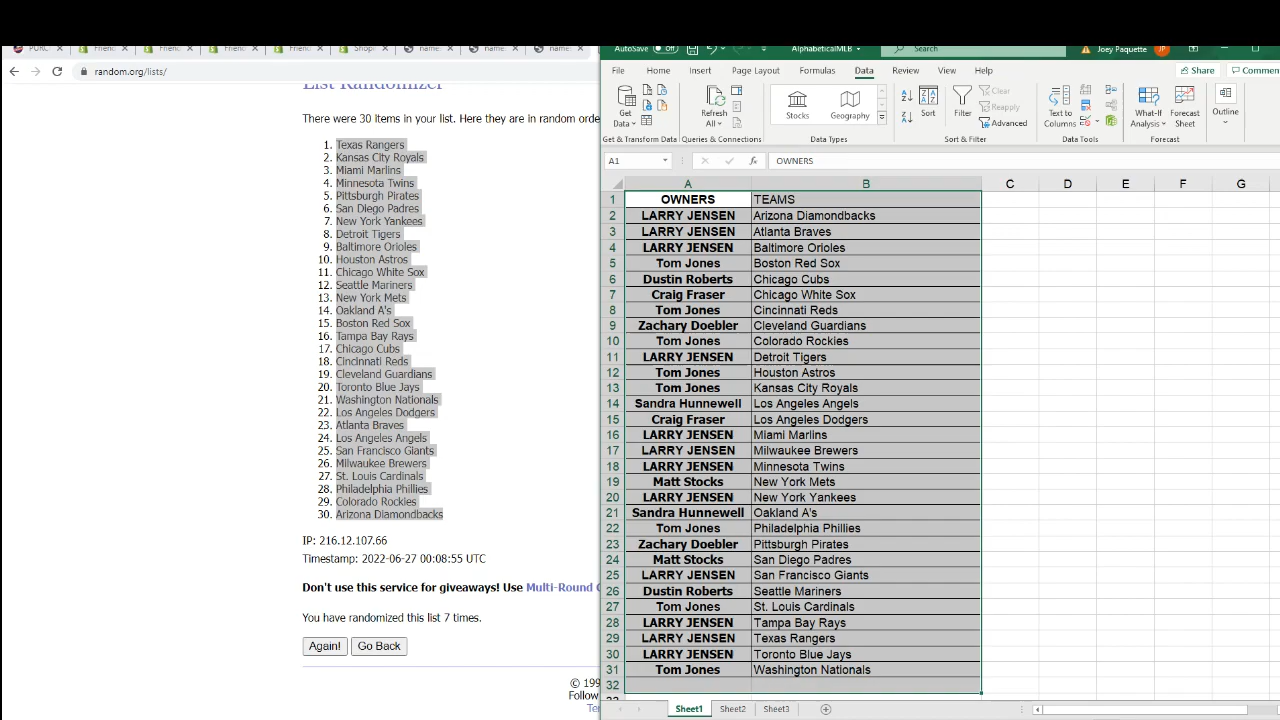 PURC
Friend
Friend
Friend
Friend
Shopi
name:
name:
name:
random.org/lists/
List Randomizer
There were 30 items in your list. Here they are in random orde
1. Texas Rangers
2. Kansas City Royals
3. Miami Marlins
4. Minnesota Twins
5. Pittsburgh Pirates
6. San Diego Padres
7. New York Yankees
8. Detroit Tigers
9. Baltimore Orioles
10. Houston Astros
11. Chicago White Sox
12. Seattle Mariners
13. New York Mets
14. Oakland A's
15. Boston Red Sox
16. Tampa Bay Rays
17. Chicago Cubs
18. Cincinnati Reds
19. Cleveland Guardians
20. Toronto Blue Jays
21. Washington Nationals
22. Los Angeles Dodgers
23. Atlanta Braves
24. Los Angeles Angels
25. San Francisco Giants
26. Milwaukee Brewers
27. St. Louis Cardinals
28. Philadelphia Phillies
29. Colorado Rockies
30. Arizona Diamondbacks
IP: 216.12.107.66
Timestamp: 2022-06-27 00:08:55 UTC
Don't use this service for giveaways! Use Multi-Round
You have randomized this list 7 times.
Again! Go Back
© 199
Follow
AutoSave Off AlphabeticalMLB Search Joey Paquette JP
File Home Insert Page Layout Formulas Data Review View Help Share Commen
Get Data
Refresh All
Stocks
Geography
Sort
Filter
Clear
Reapply
Advanced
Text to Columns
What-If Analysis
Forecast Sheet
Outline
Get & Transform Data Queries & Connections Data Types Sort & Filter Data Tools Forecast
A1 fx OWNERS
A B C D E F G
1 OWNERS TEAMS
2 LARRY JENSEN Arizona Diamondbacks
3 LARRY JENSEN Atlanta Braves
4 LARRY JENSEN Baltimore Orioles
5 Tom Jones Boston Red Sox
6 Dustin Roberts Chicago Cubs
7 Craig Fraser Chicago White Sox
8 Tom Jones Cincinnati Reds
9 Zachary Doebler Cleveland Guardians
10 Tom Jones Colorado Rockies
11 LARRY JENSEN Detroit Tigers
12 Tom Jones Houston Astros
13 Tom Jones Kansas City Royals
14 Sandra Hunnewell Los Angeles Angels
15 Craig Fraser Los Angeles Dodgers
16 LARRY JENSEN Miami Marlins
17 LARRY JENSEN Milwaukee Brewers
18 LARRY JENSEN Minnesota Twins
19 Matt Stocks New York Mets
20 LARRY JENSEN New York Yankees
21 Sandra Hunnewell Oakland A's
22 Tom Jones Philadelphia Phillies
23 Zachary Doebler Pittsburgh Pirates
24 Matt Stocks San Diego Padres
25 LARRY JENSEN San Francisco Giants
26 Dustin Roberts Seattle Mariners
27 Tom Jones St. Louis Cardinals
28 LARRY JENSEN Tampa Bay Rays
29 LARRY JENSEN Texas Rangers
30 LARRY JENSEN Toronto Blue Jays
31 Tom Jones Washington Nationals
32
Sheet1 Sheet2 Sheet3